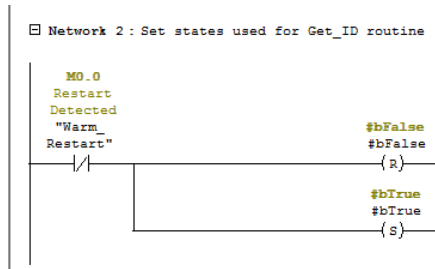 Network 2 : Set states used for Get_ID routine
M0.0
Restart
Detected
"Warm_
Restart"
#bFalse
#bFalse
R
#bTrue
#bTrue
S